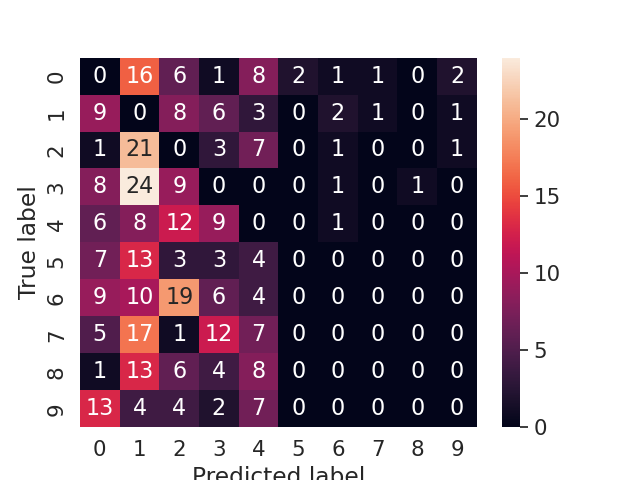 0 0 16 6 1 8 2 1 1 0 2
1 9 0 8 6 3 0 2 1 0 1
2 1 21 0 3 7 0 1 0 0 1
3 8 24 9 0 0 0 1 0 1 0
4 6 8 12 9 0 0 1 0 0 0
5 7 13 3 3 4 0 0 0 0 0
6 9 10 19 6 4 0 0 0 0 0
7 5 17 1 12 7 0 0 0 0 0
8 1 13 6 4 8 0 0 0 0 0
9 13 4 4 2 7 0 0 0 0 0
0 1 2 3 4 5 6 7 8 9
True label
Predicted label
20
15
10
5
0